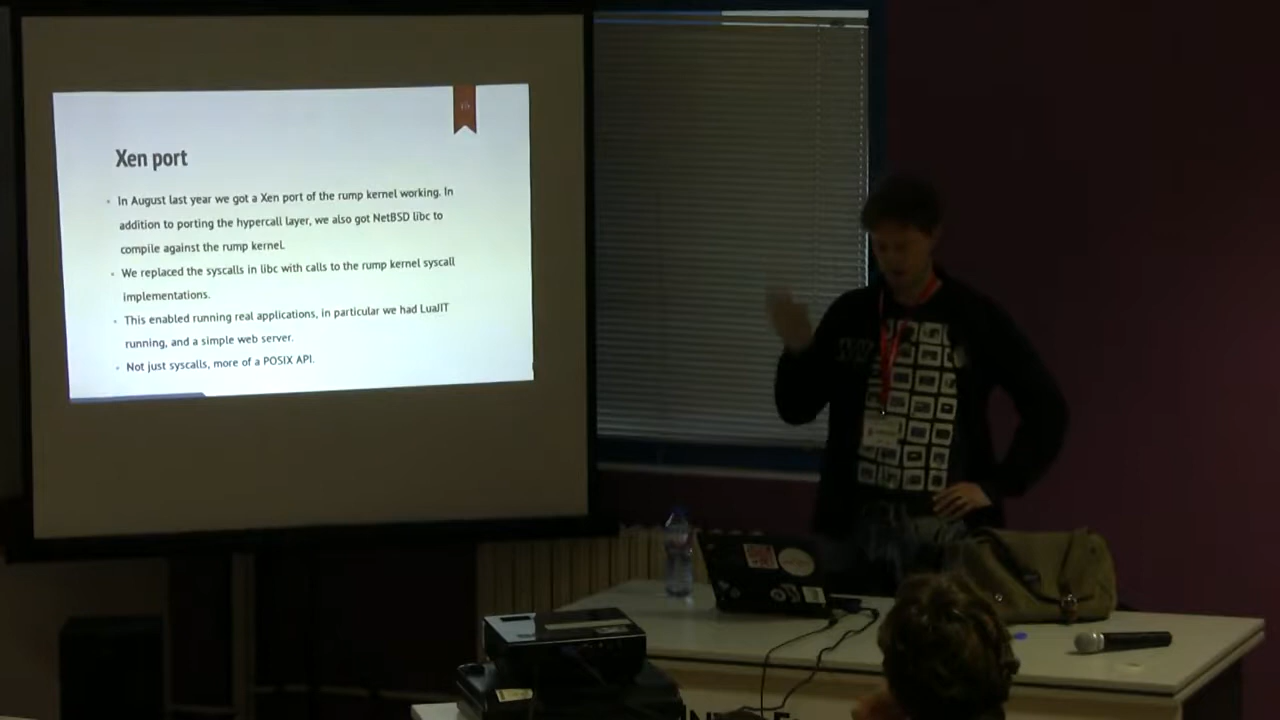 Xen port
In August last year we got a Xen port of the rump kernel working. In
addition to porting the hypercall layer, we also got NetBSD libc to
compile against the rump kernel.
We replaced the syscalls in libc with calls to the rump kernel syscall
implementations.
This enabled running real applications, in particular we had LuaJIT
running, and a simple web server.
Not just syscalls, more of a POSIX API.